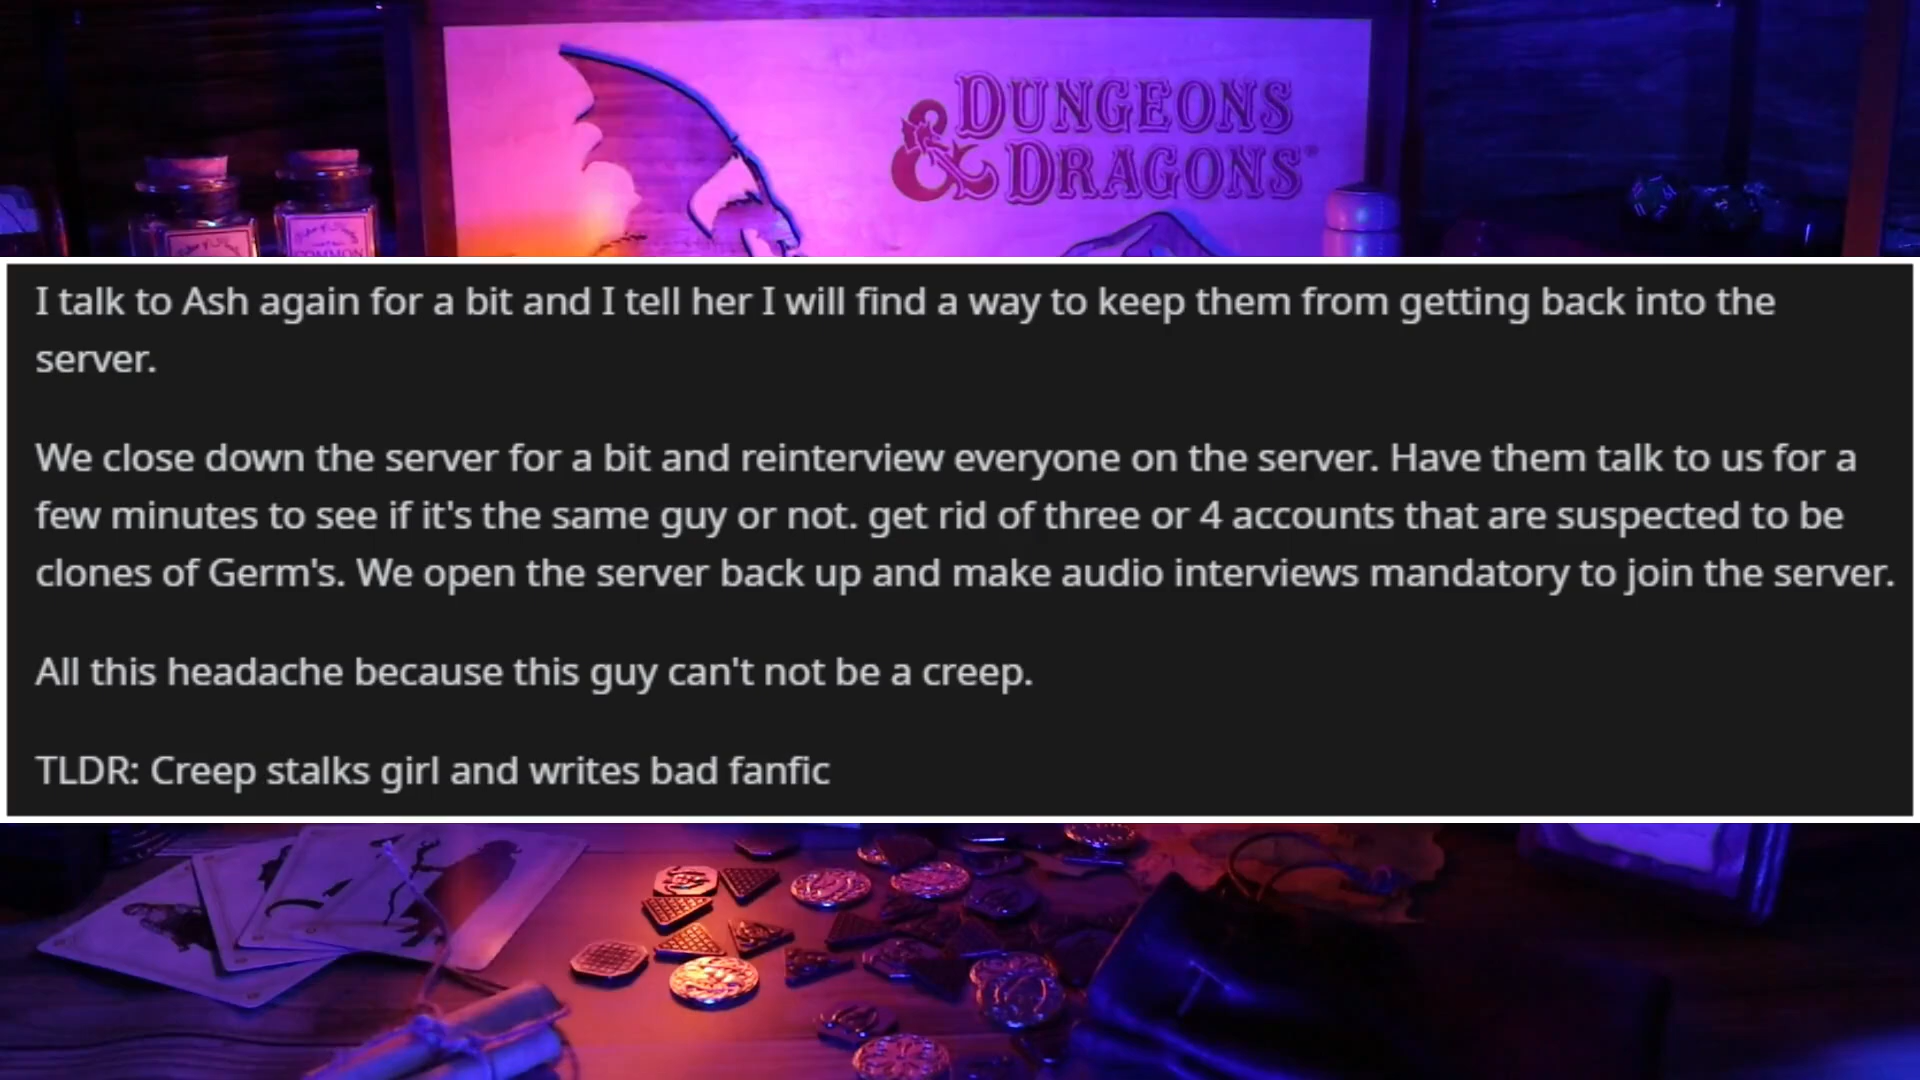 DUNGEONS
& DRAGONS
COMMON
I talk to Ash again for a bit and I tell her I will find a way to keep them from getting back into the
server.
We close down the server for a bit and reinterview everyone on the server. Have them talk to us for a
few minutes to see if it's the same guy or not. get rid of three or 4 accounts that are suspected to be
clones of Germ's. We open the server back up and make audio interviews mandatory to join the server.
All this headache because this guy can't not be a creep.
TLDR: Creep stalks girl and writes bad fanfic